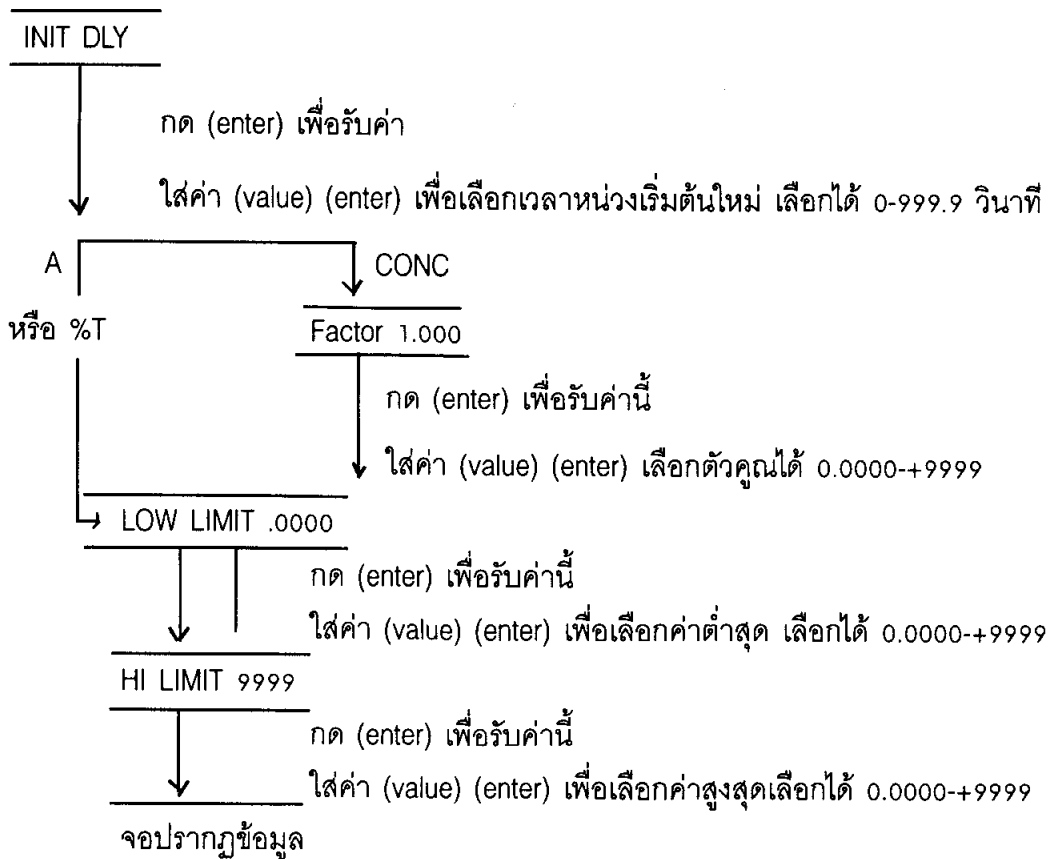 INIT DLY
กด (enter) เพื่อรับค่า
ใส่ค่า (value) (enter) เพื่อเลือกเวลาหน่วงเริ่มต้นใหม่ เลือกได้ 0-999.9 วินาที
A
CONC
หรือ %T
Factor 1.000
กด (enter) เพื่อรับค่านี้
ใส่ค่า (value) (enter) เลือกตัวคูณได้ 0.0000-+9999
LOW LIMIT .0000
กด (enter) เพื่อรับค่านี้
ใส่ค่า (value) (enter) เพื่อเลือกค่าต่ำสุด เลือกได้ 0.0000-+9999
HI LIMIT 9999
กด (enter) เพื่อรับค่านี้
ใส่ค่า (value) (enter) เพื่อเลือกค่าสูงสุดเลือกได้ 0.0000-+9999
จอปรากฏข้อมูล